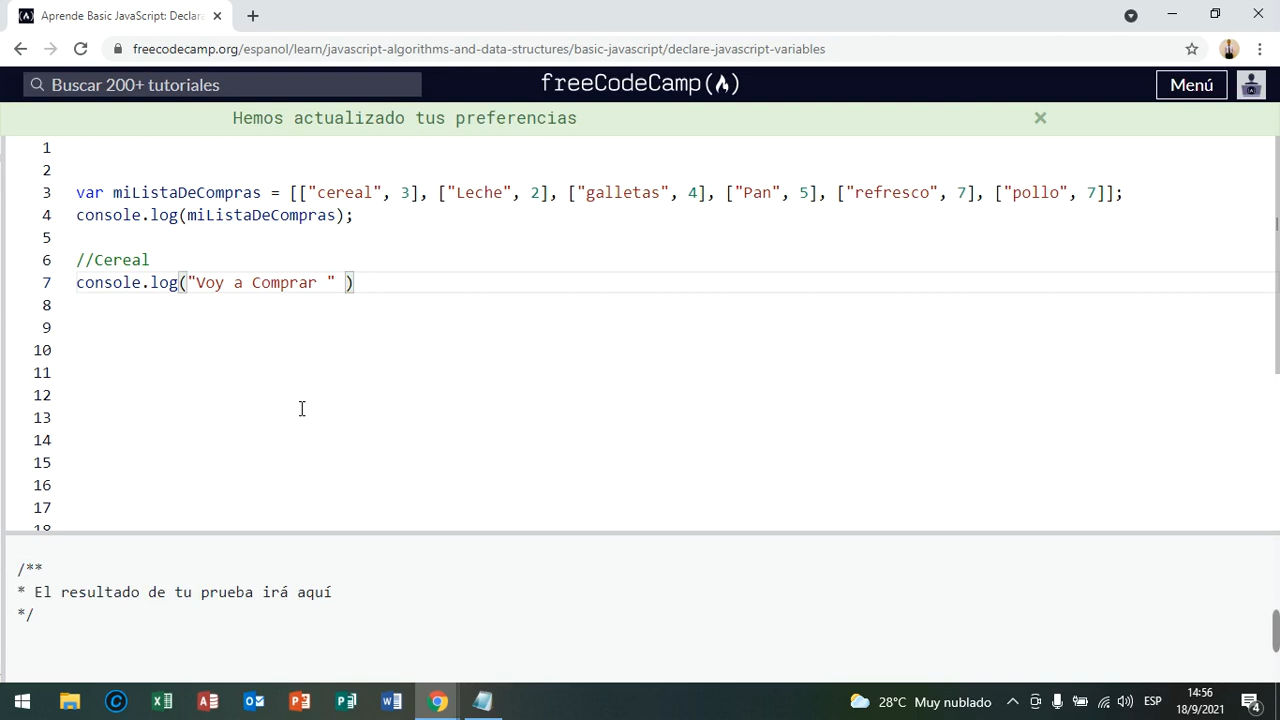 Aprende Basic JavaScript: Declara
freecodecamp.org/espanol/learn/javascript-algorithms-and-data-structures/basic-javascript/declare-javascript-variables
Buscar 200+ tutoriales
freeCodeCamp(🔥)
Menú
Hemos actualizado tus preferencias
1
2
3 var miListaDeCompras = [["cereal", 3], ["Leche", 2], ["galletas", 4], ["Pan", 5], ["refresco", 7], ["pollo", 7]];
4 console.log(miListaDeCompras);
5
6 //Cereal
7 console.log("Voy a Comprar " )
8
9
10
11
12
13
14
15
16
17
18
/**
* El resultado de tu prueba irá aquí
*/
28°C Muy nublado
ESP
14:56
18/9/2021
4